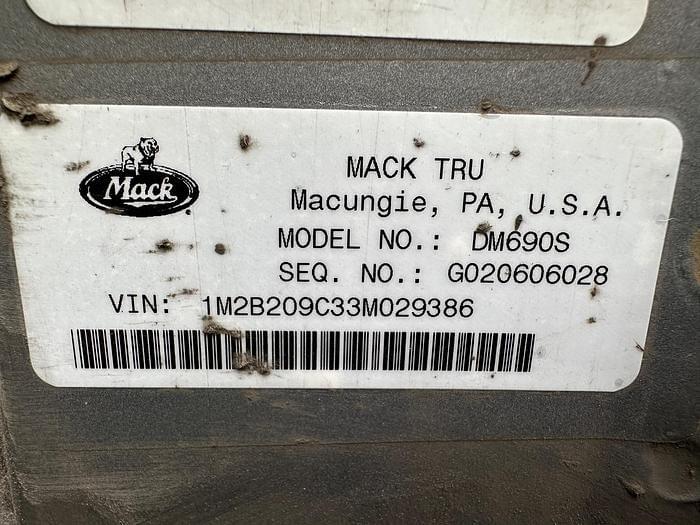 Mack
MACK TRU
Macungie, PA, U.S.A.
MODEL NO.: DM690S
SEQ. NO.: G020606028
VIN: 1M2B209C33M029386